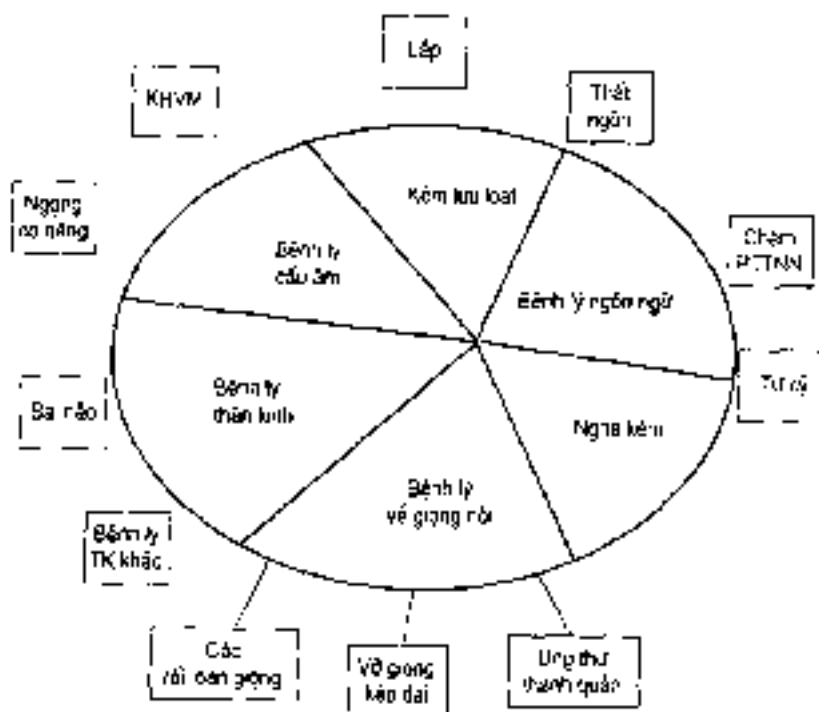 Lắp
KHVM
Thất
ngôn
Kém lưu loát
Ngọng
cơ năng
Chậm
PTNN
Bệnh lý
cấu âm
Bệnh lý ngôn ngữ
Bệnh lý
thần kinh
Tự kỷ
Bại não
Nghe kém
Bệnh lý
về giọng nói
Bệnh lý
TK khác
Các
rối loạn giọng
Vỡ giọng
kéo dài
Ung thư
thanh quản